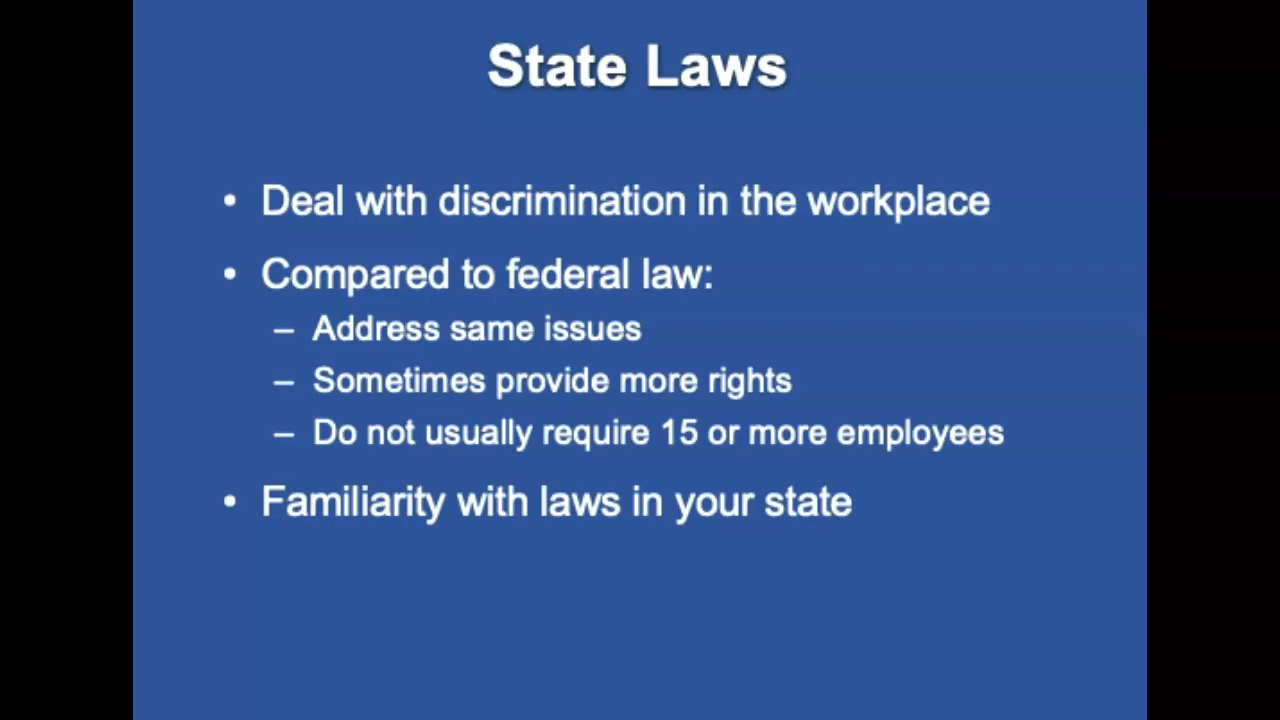 State Laws
• Deal with discrimination in the workplace
• Compared to federal law:
– Address same issues
– Sometimes provide more rights
– Do not usually require 15 or more employees
• Familiarity with laws in your state